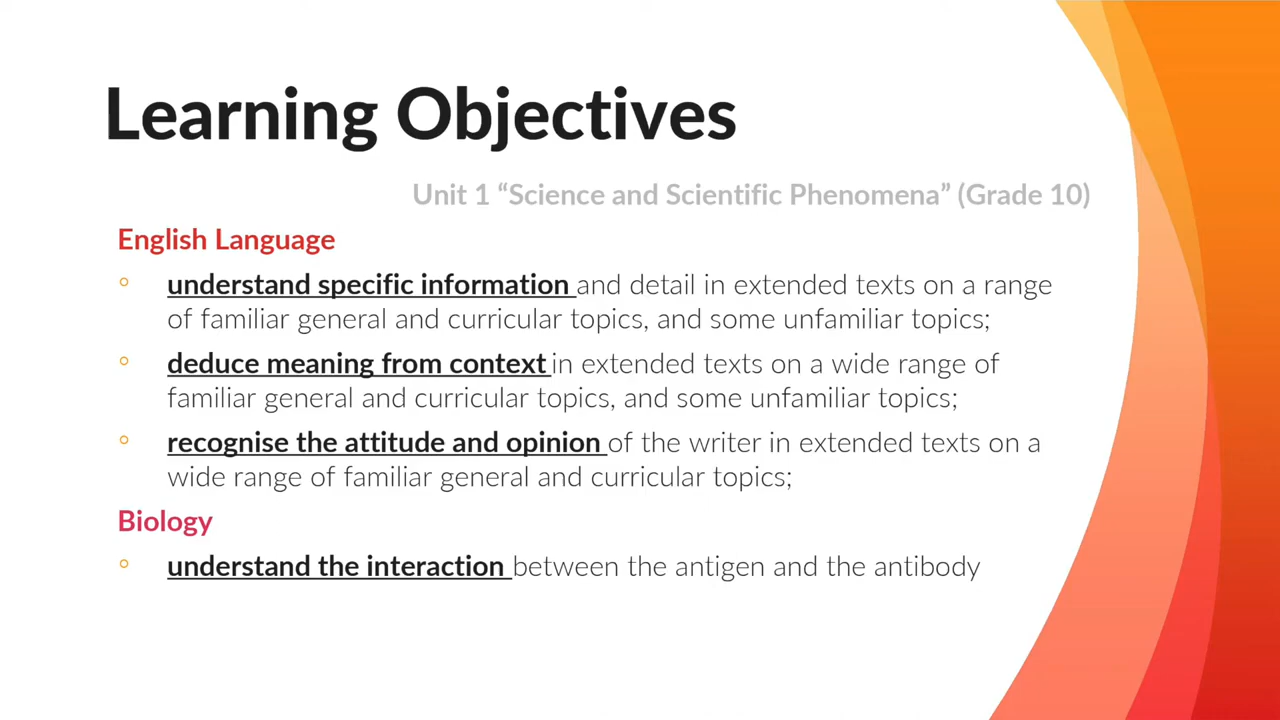 Learning Objectives
Unit 1 “Science and Scientific Phenomena” (Grade 10)
English Language
understand specific information and detail in extended texts on a range
of familiar general and curricular topics, and some unfamiliar topics;
deduce meaning from context in extended texts on a wide range of
familiar general and curricular topics, and some unfamiliar topics;
recognise the attitude and opinion of the writer in extended texts on a
wide range of familiar general and curricular topics;
Biology
understand the interaction between the antigen and the antibody